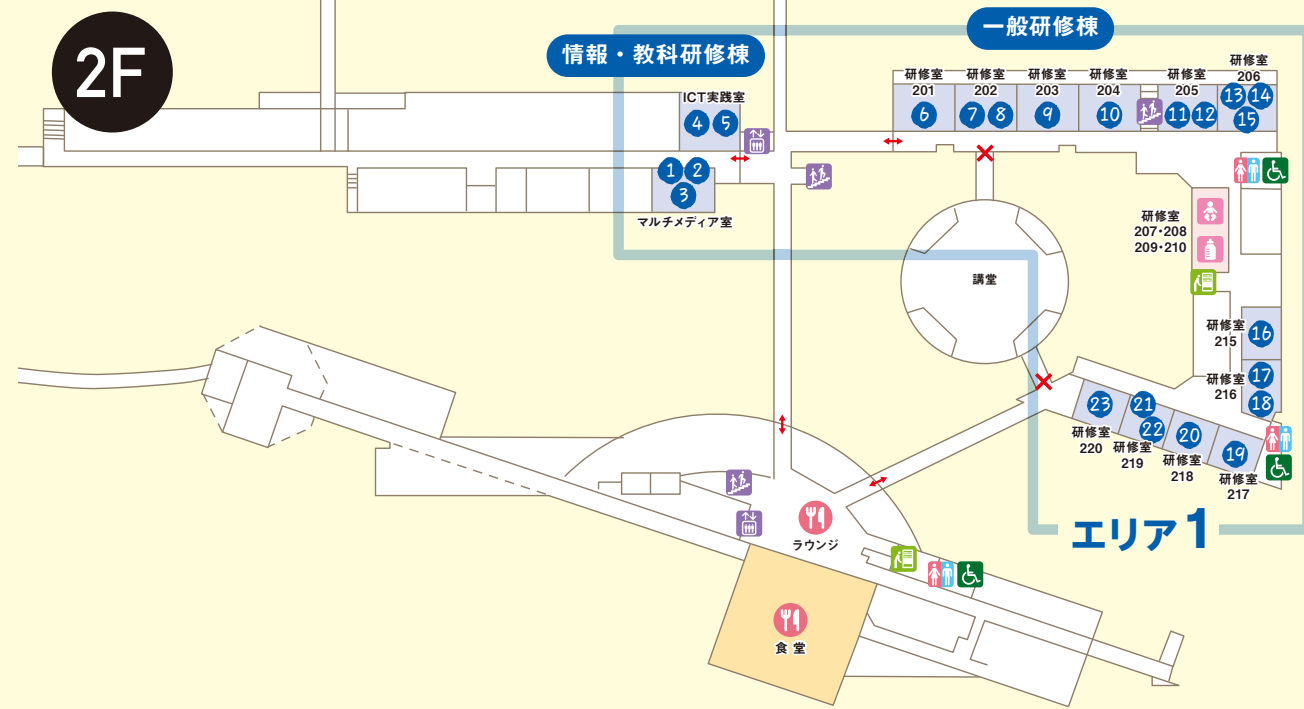 2F
情報・教科研修棟
一般研修棟
ICT実践室
4 5
1 2
3
マルチメディア室
研修室
201
6
研修室
202
7 8
研修室
203
9
研修室
204
10
研修室
205
11 12
研修室
206
13 14
15
研修室
207・208
209・210
講堂
研修室
215
16
研修室
216
17
18
23
研修室
220
21
22
研修室
219
20
研修室
218
19
研修室
217
エリア1
ラウンジ
食堂